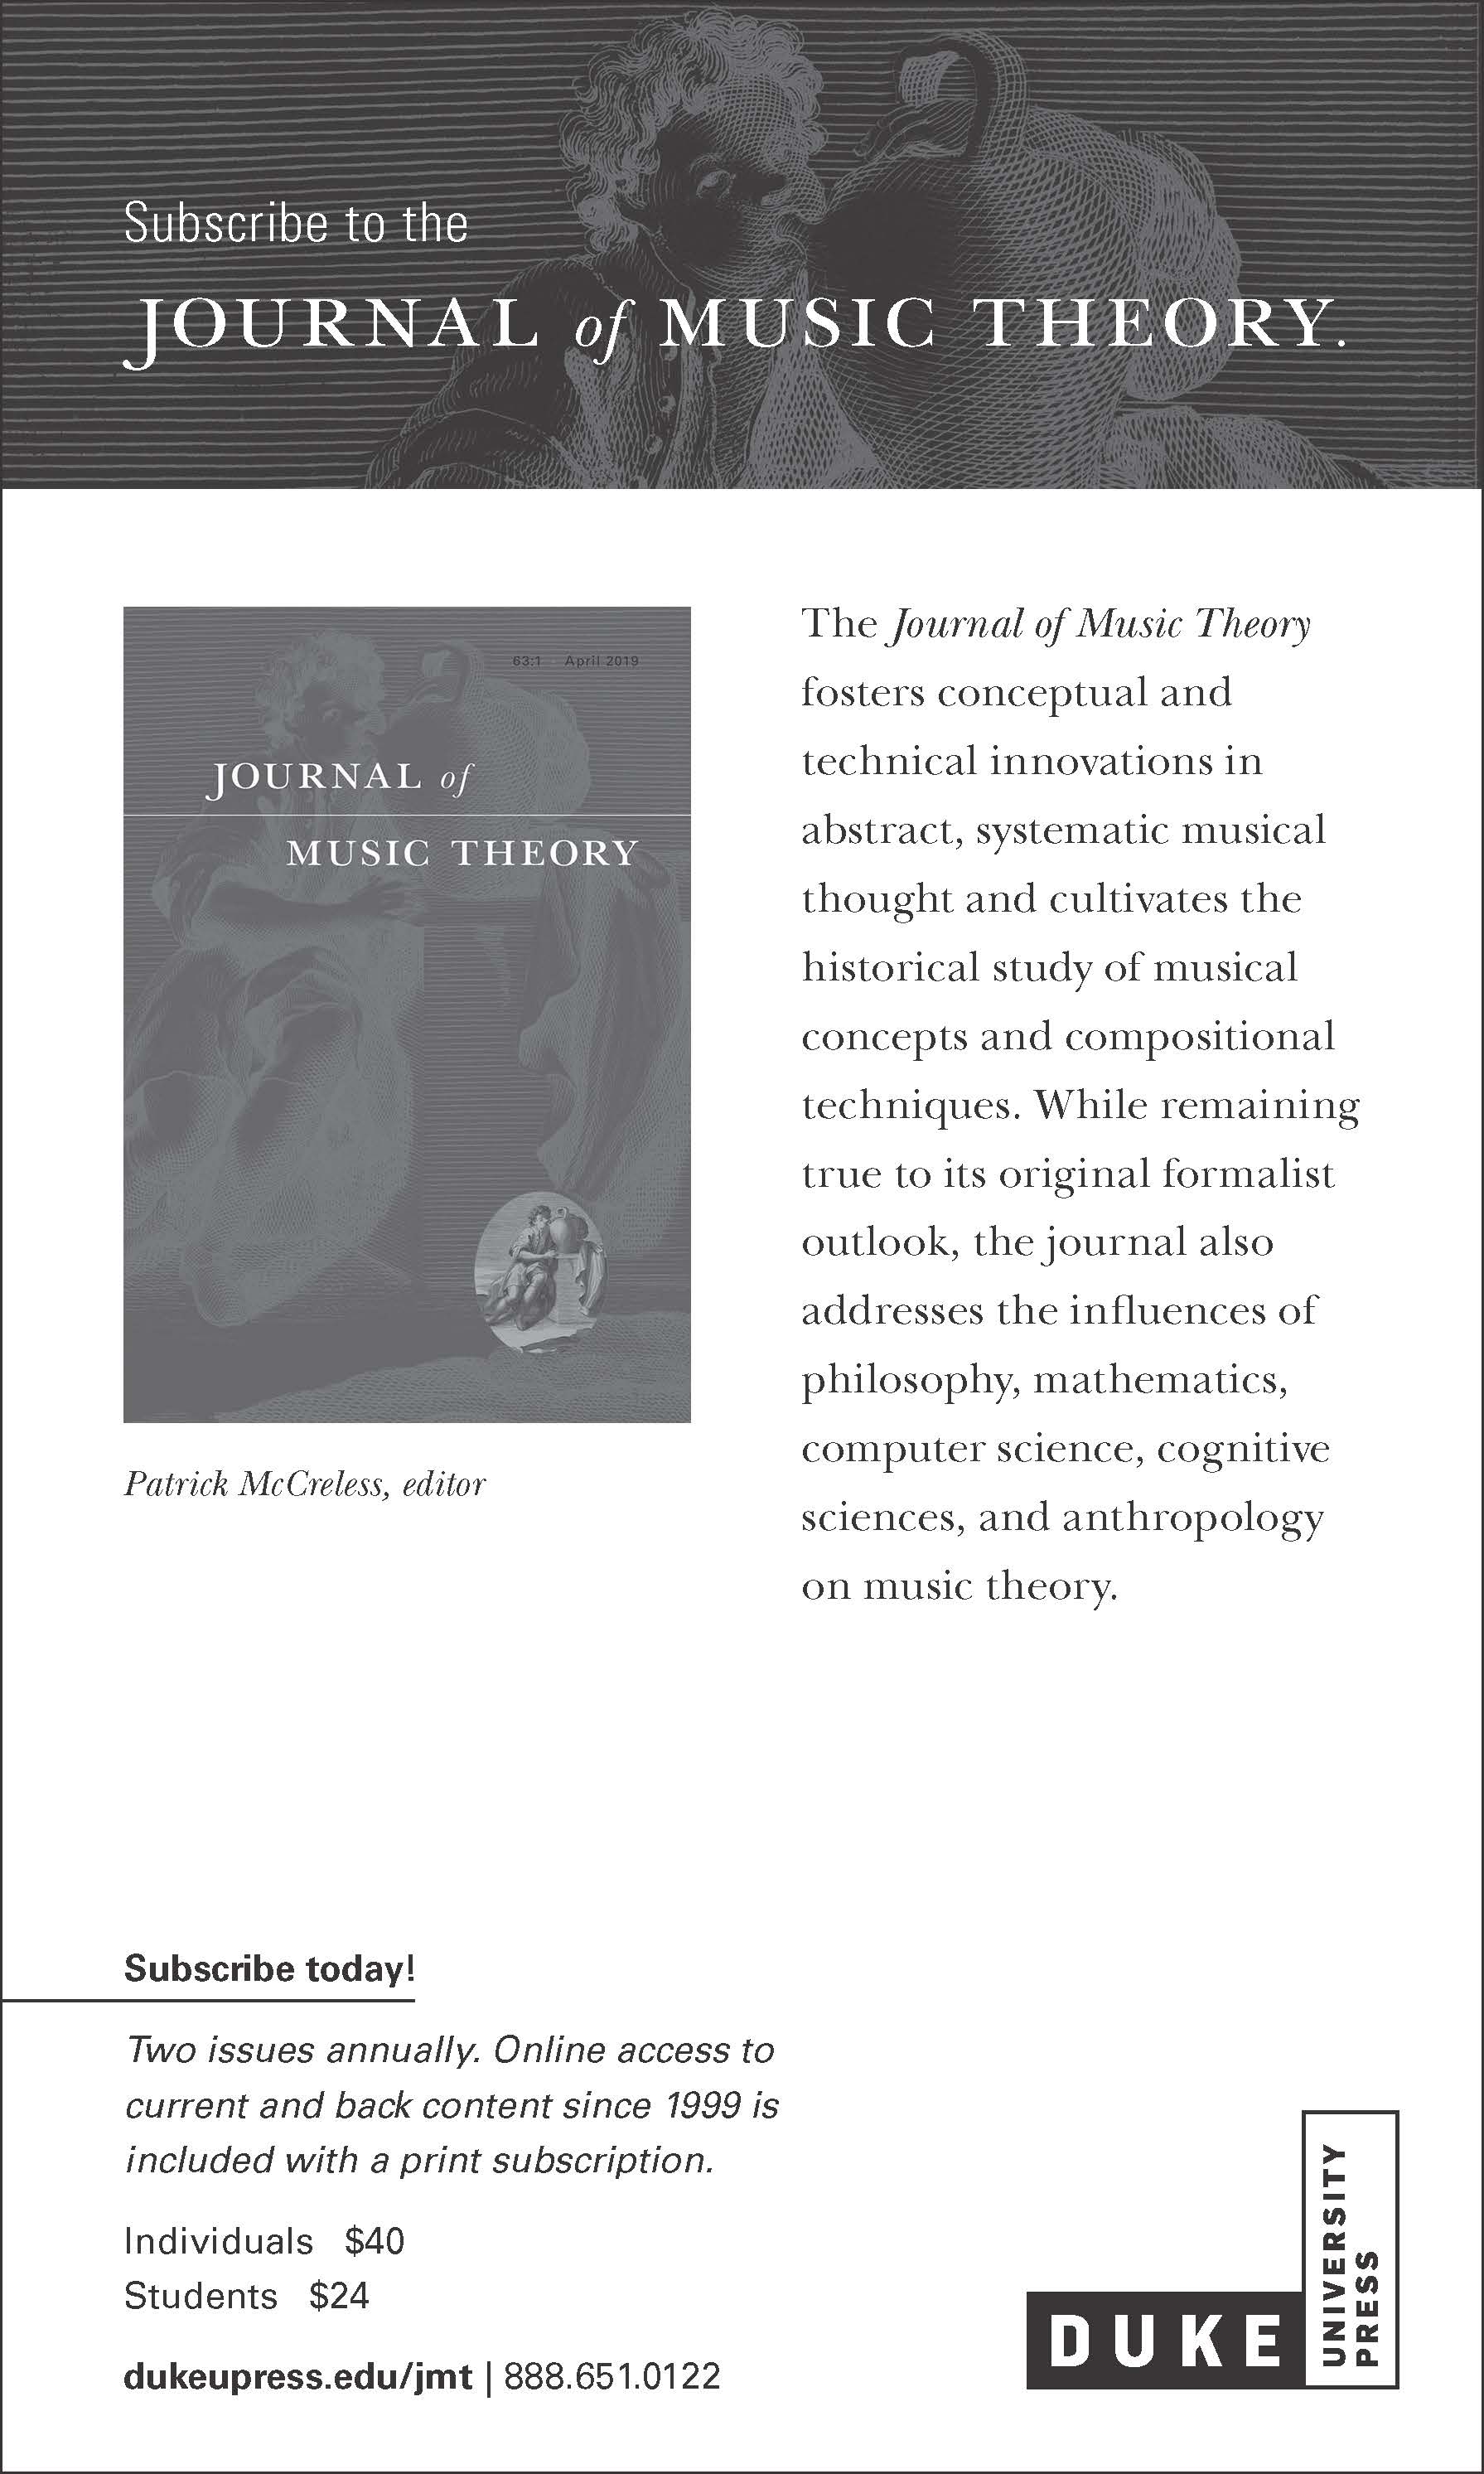 Subscribe to the
JOURNAL of MUSIC THEORY.
63:1 April 2019
JOURNAL of
MUSIC THEORY
Patrick McCreless, editor
The Journal of Music Theory
fosters conceptual and
technical innovations in
abstract, systematic musical
thought and cultivates the
historical study of musical
concepts and compositional
techniques. While remaining
true to its original formalist
outlook, the journal also
addresses the influences of
philosophy, mathematics,
computer science, cognitive
sciences, and anthropology
on music theory.
Subscribe today!
Two issues annually. Online access to
current and back content since 1999 is
included with a print subscription.
Individuals $40
Students $24
dukeupress.edu/jmt | 888.651.0122
DUKE
UNIVERSITY
PRESS